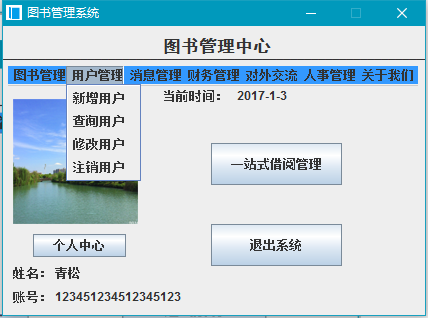 图书管理系统
图书管理中心
图书管理 用户管理 消息管理 财务管理 对外交流 人事管理 关于我们
新增用户
查询用户
修改用户
注销用户
当前时间： 2017-1-3
一站式借阅管理
个人中心
退出系统
姓名： 青松
账号： 123451234512345123